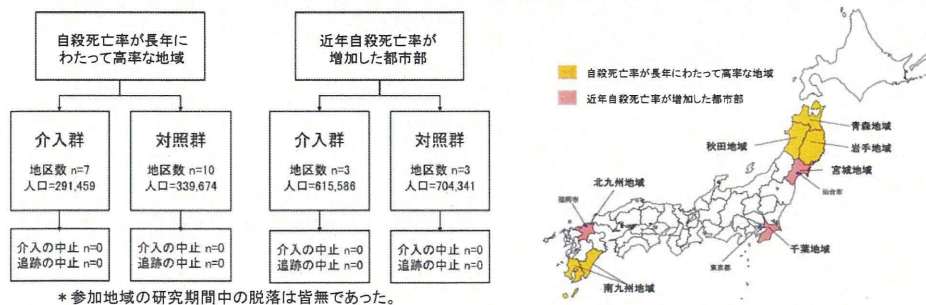 自殺死亡率が長年に
わたって高率な地域
近年自殺死亡率が
増加した都市部
介入群
地区数 n=7
人口=291,459
対照群
地区数 n=10
人口=339,674
介入群
地区数 n=3
人口=615,586
対照群
地区数 n=3
人口=704,341
介入の中止 n=0
追跡の中止 n=0
介入の中止 n=0
追跡の中止 n=0
介入の中止 n=0
追跡の中止 n=0
介入の中止 n=0
追跡の中止 n=0
*参加地域の研究期間中の脱落は皆無であった。
自殺死亡率が長年にわたって高率な地域
近年自殺死亡率が増加した都市部
青森地域
秋田地域
岩手地域
宮城地域
仙台市
北九州地域
福岡市
千葉地域
東京都
南九州地域